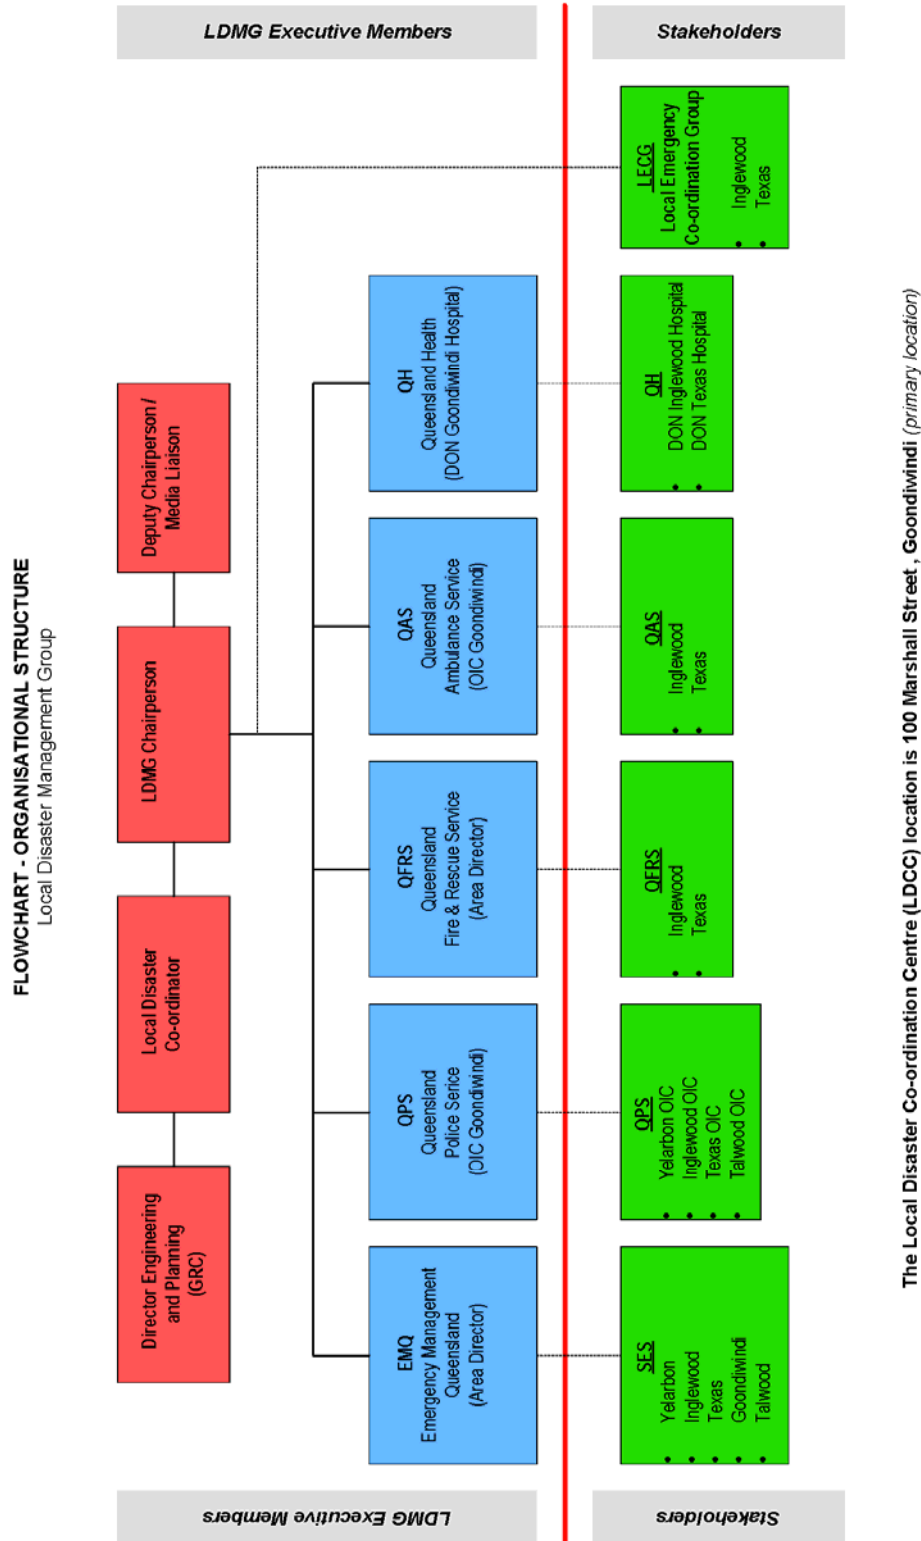 FLOWCHART - ORGANISATIONAL STRUCTURE
Local Disaster Management Group
LDMG Executive Members
LDMG Executive Members
Director Engineering
and Planning
(GRC)
Local Disaster
Co-ordinator
LDMG Chairperson
Deputy Chairperson /
Media Liaison
EMQ
Emergency Management
Queensland
(Area Director)
QPS
Queensland
Police Serice
(OIC Goondiwindi)
QFRS
Queensland
Fire & Rescue Service
(Area Director)
QAS
Queensland
Ambulance Service
(OIC Goondiwindi)
QH
Queensland Health
(DON Goondiwindi Hospital)
Stakeholders
Stakeholders
SES
• Yelarbon
• Inglewood
• Texas
• Goondiwindi
• Talwood
QPS
• Yelarbon OIC
• Inglewood OIC
• Texas OIC
• Talwood OIC
QFRS
• Inglewood
• Texas
QAS
• Inglewood
• Texas
QH
• DON Inglewood Hospital
• DON Texas Hospital
LECG
Local Emergency
Co-ordination Group
• Inglewood
• Texas
The Local Disaster Co-ordination Centre (LDCC) location is 100 Marshall Street , Goondiwindi (primary location)